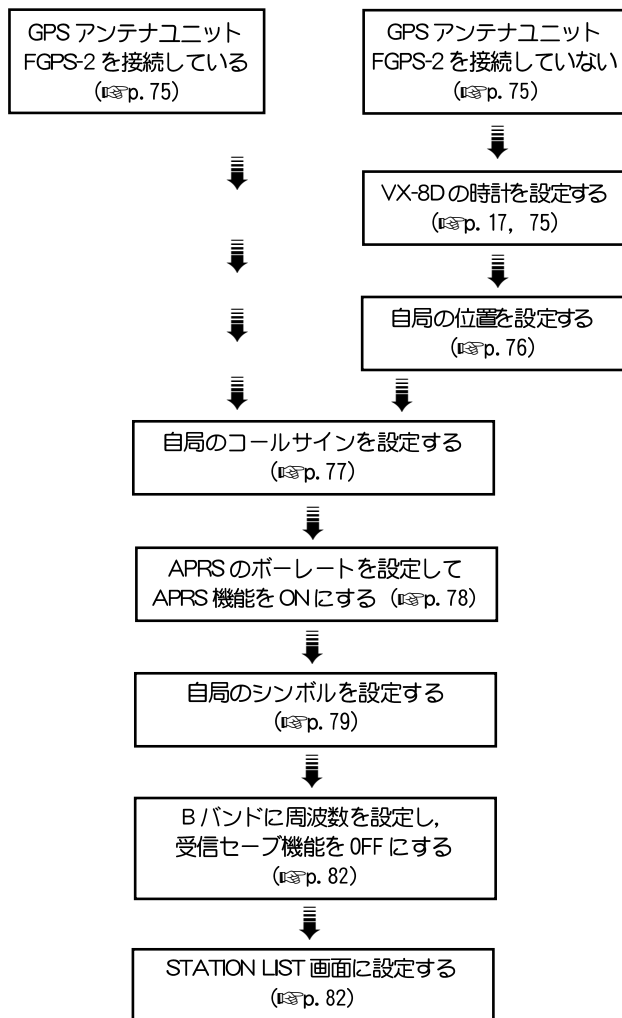 GPS アンテナユニット
FGPS-2 を接続している
(☞p. 75)
GPS アンテナユニット
FGPS-2 を接続していない
(☞p. 75)
VX-8D の時計を設定する
(☞p. 17, 75)
自局の位置を設定する
(☞p. 76)
自局のコールサインを設定する
(☞p. 77)
APRS のボーレートを設定して
APRS 機能を ON にする (☞p. 78)
自局のシンボルを設定する
(☞p. 79)
B バンドに周波数を設定し,
受信セーブ機能を OFF にする
(☞p. 82)
STATION LIST 画面に設定する
(☞p. 82)